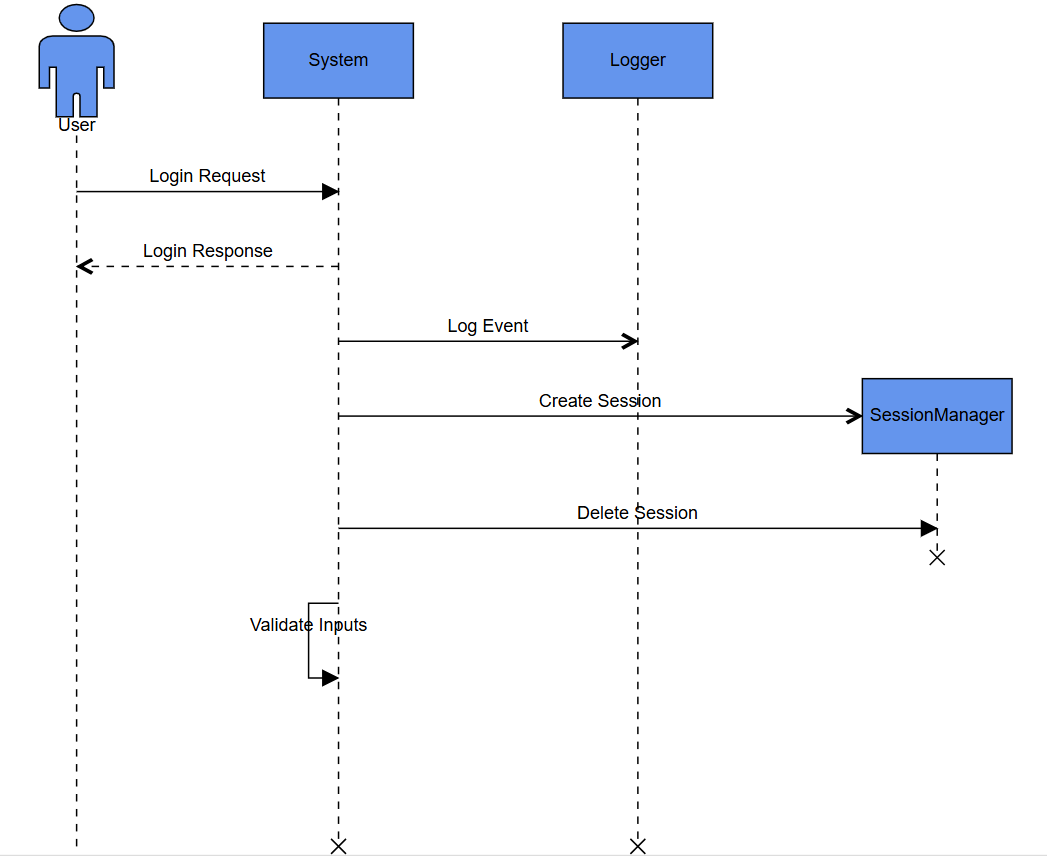 System
Logger
User
Login Request
Login Response
Log Event
Create Session
SessionManager
Delete Session
Validate Inputs